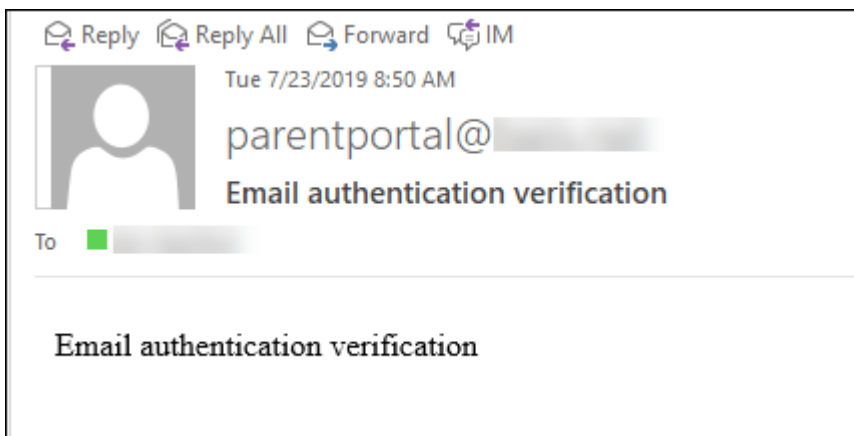 Reply Reply All Forward IM
Tue 7/23/2019 8:50 AM
parentportal@
Email authentication verification
To
Email authentication verification